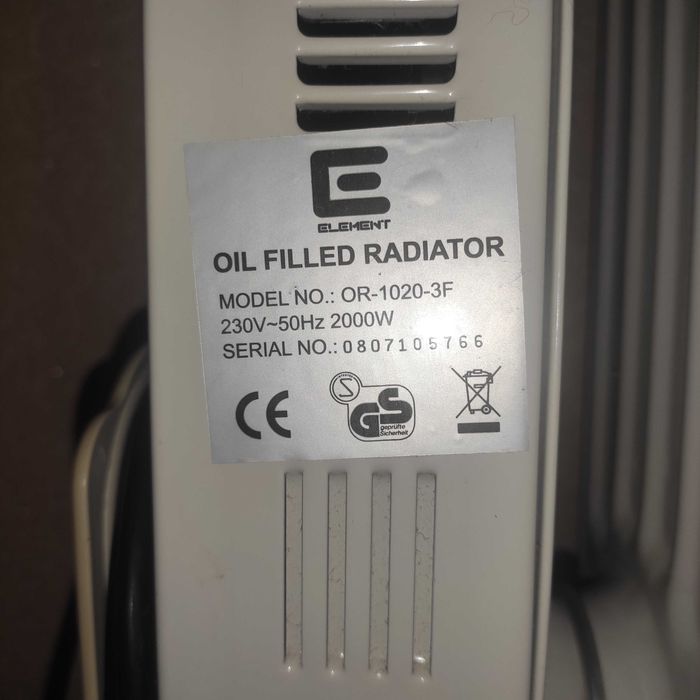 E
ELEMENT
OIL FILLED RADIATOR
MODEL NO.: OR-1020-3F
230V~50Hz 2000W
SERIAL NO.: 0807105766
CE
S
GS
geprüfte
Sicherheit